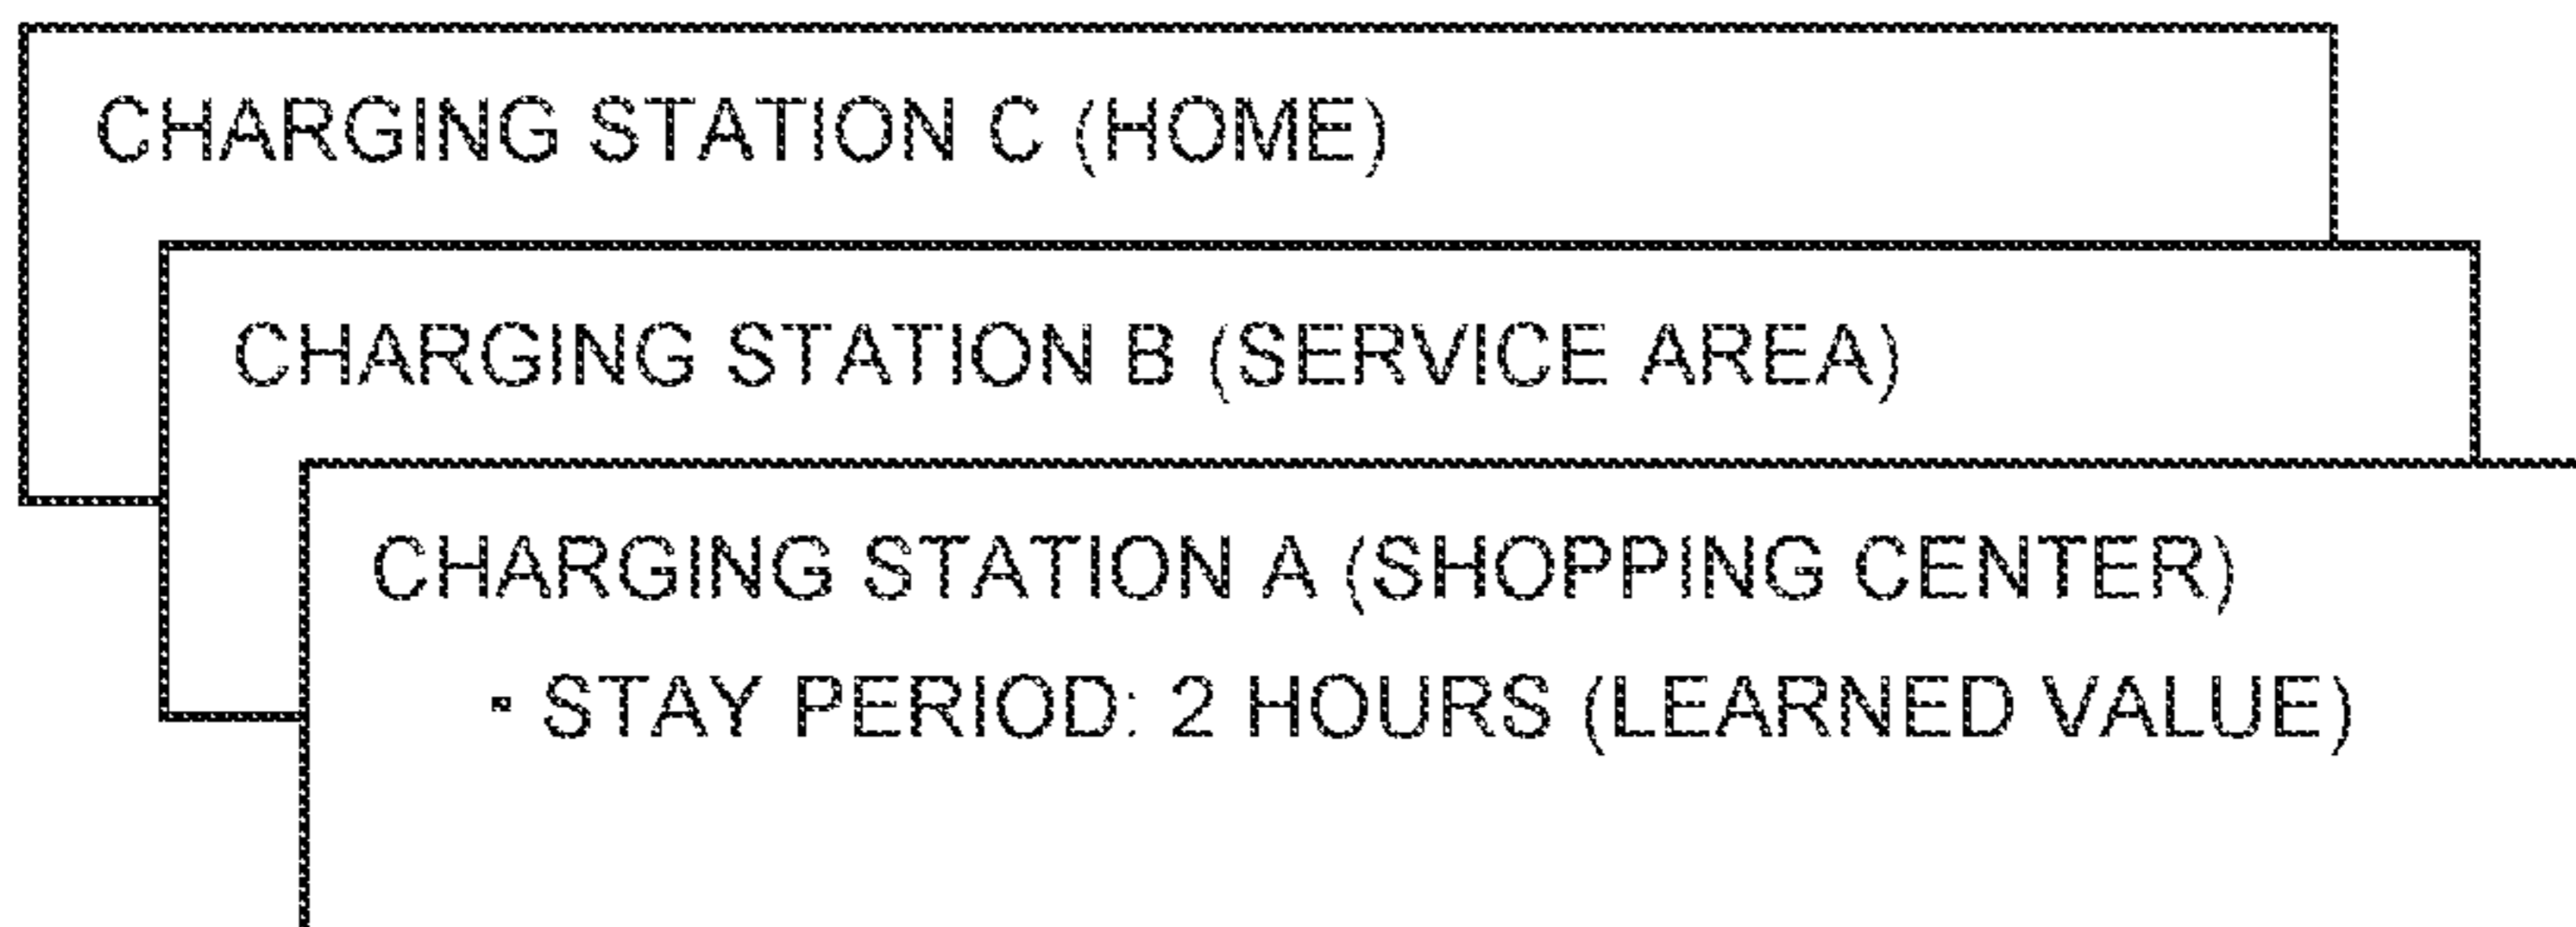 CHARGING STATION C (HOME)
CHARGING STATION B (SERVICE AREA)
CHARGING STATION A (SHOPPING CENTER)
▪ STAY PERIOD: 2 HOURS (LEARNED VALUE)